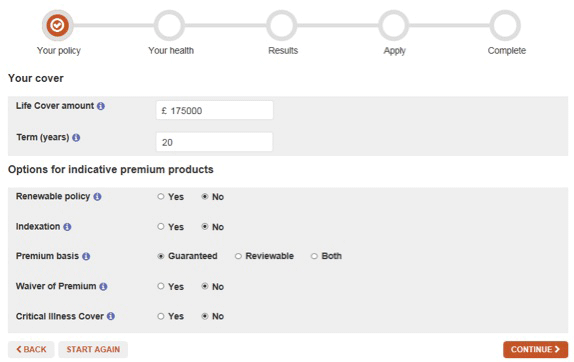 Your policy Your health Results Apply Complete
Your cover
Life Cover amount
£ 175000
Term (years)
20
Options for indicative premium products
Renewable policy Yes No
Indexation Yes No
Premium basis Guaranteed Reviewable Both
Waiver of Premium Yes No
Critical Illness Cover Yes No
BACK START AGAIN CONTINUE